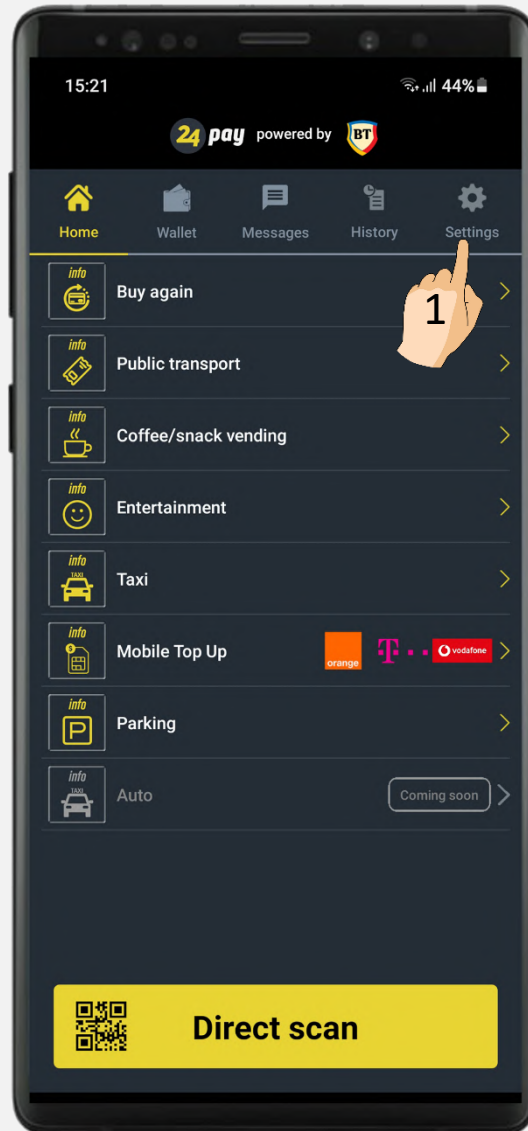 15:21 44%
24 pay powered by BT
Home Wallet Messages History Settings
1
info
Buy again
info
Public transport
info
Coffee/snack vending
info
Entertainment
info
TAXI
Taxi
info
Mobile Top Up orange T vodafone
info
P
Parking
info
TAXI
Auto Coming soon
Direct scan